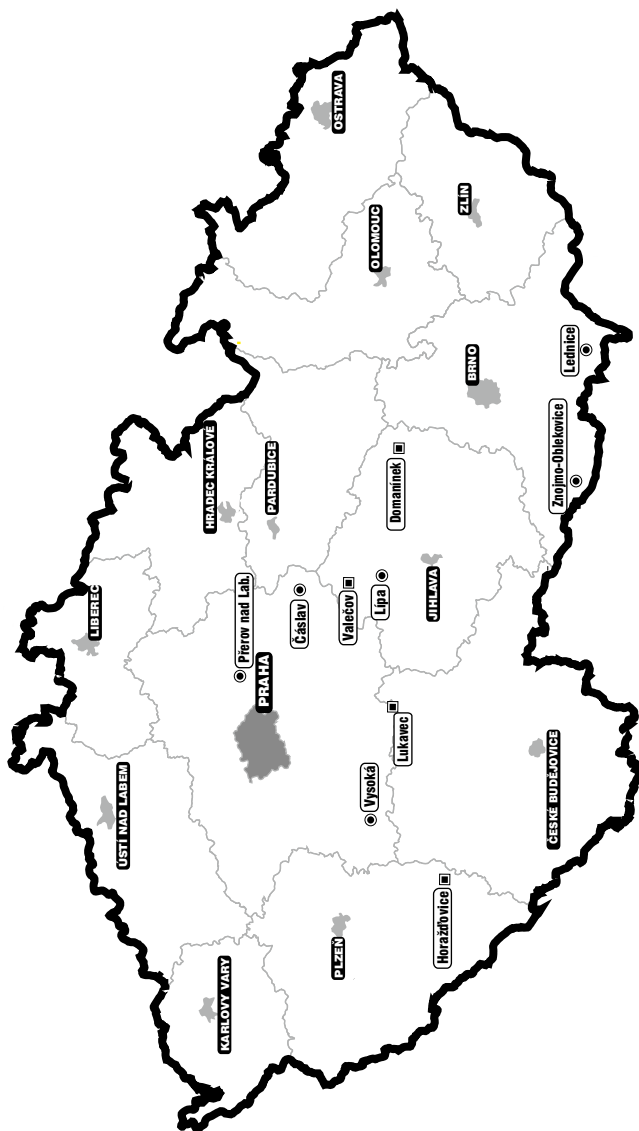 LIBEREC
ÚSTÍ NAD LABEM
KARLOVY VARY
HRADEC KRÁLOVÉ
Přerov nad Lab.
PRAHA
PARDUBICE
Čáslav
OSTRAVA
PLZEŇ
Valečov
Vysoká
OLOMOUC
Lípa
Domanínek
Lukavec
JIHLAVA
Horažďovice
ZLÍN
BRNO
ČESKÉ BUDĚJOVICE
Znojmo-Oblekovice
Lednice